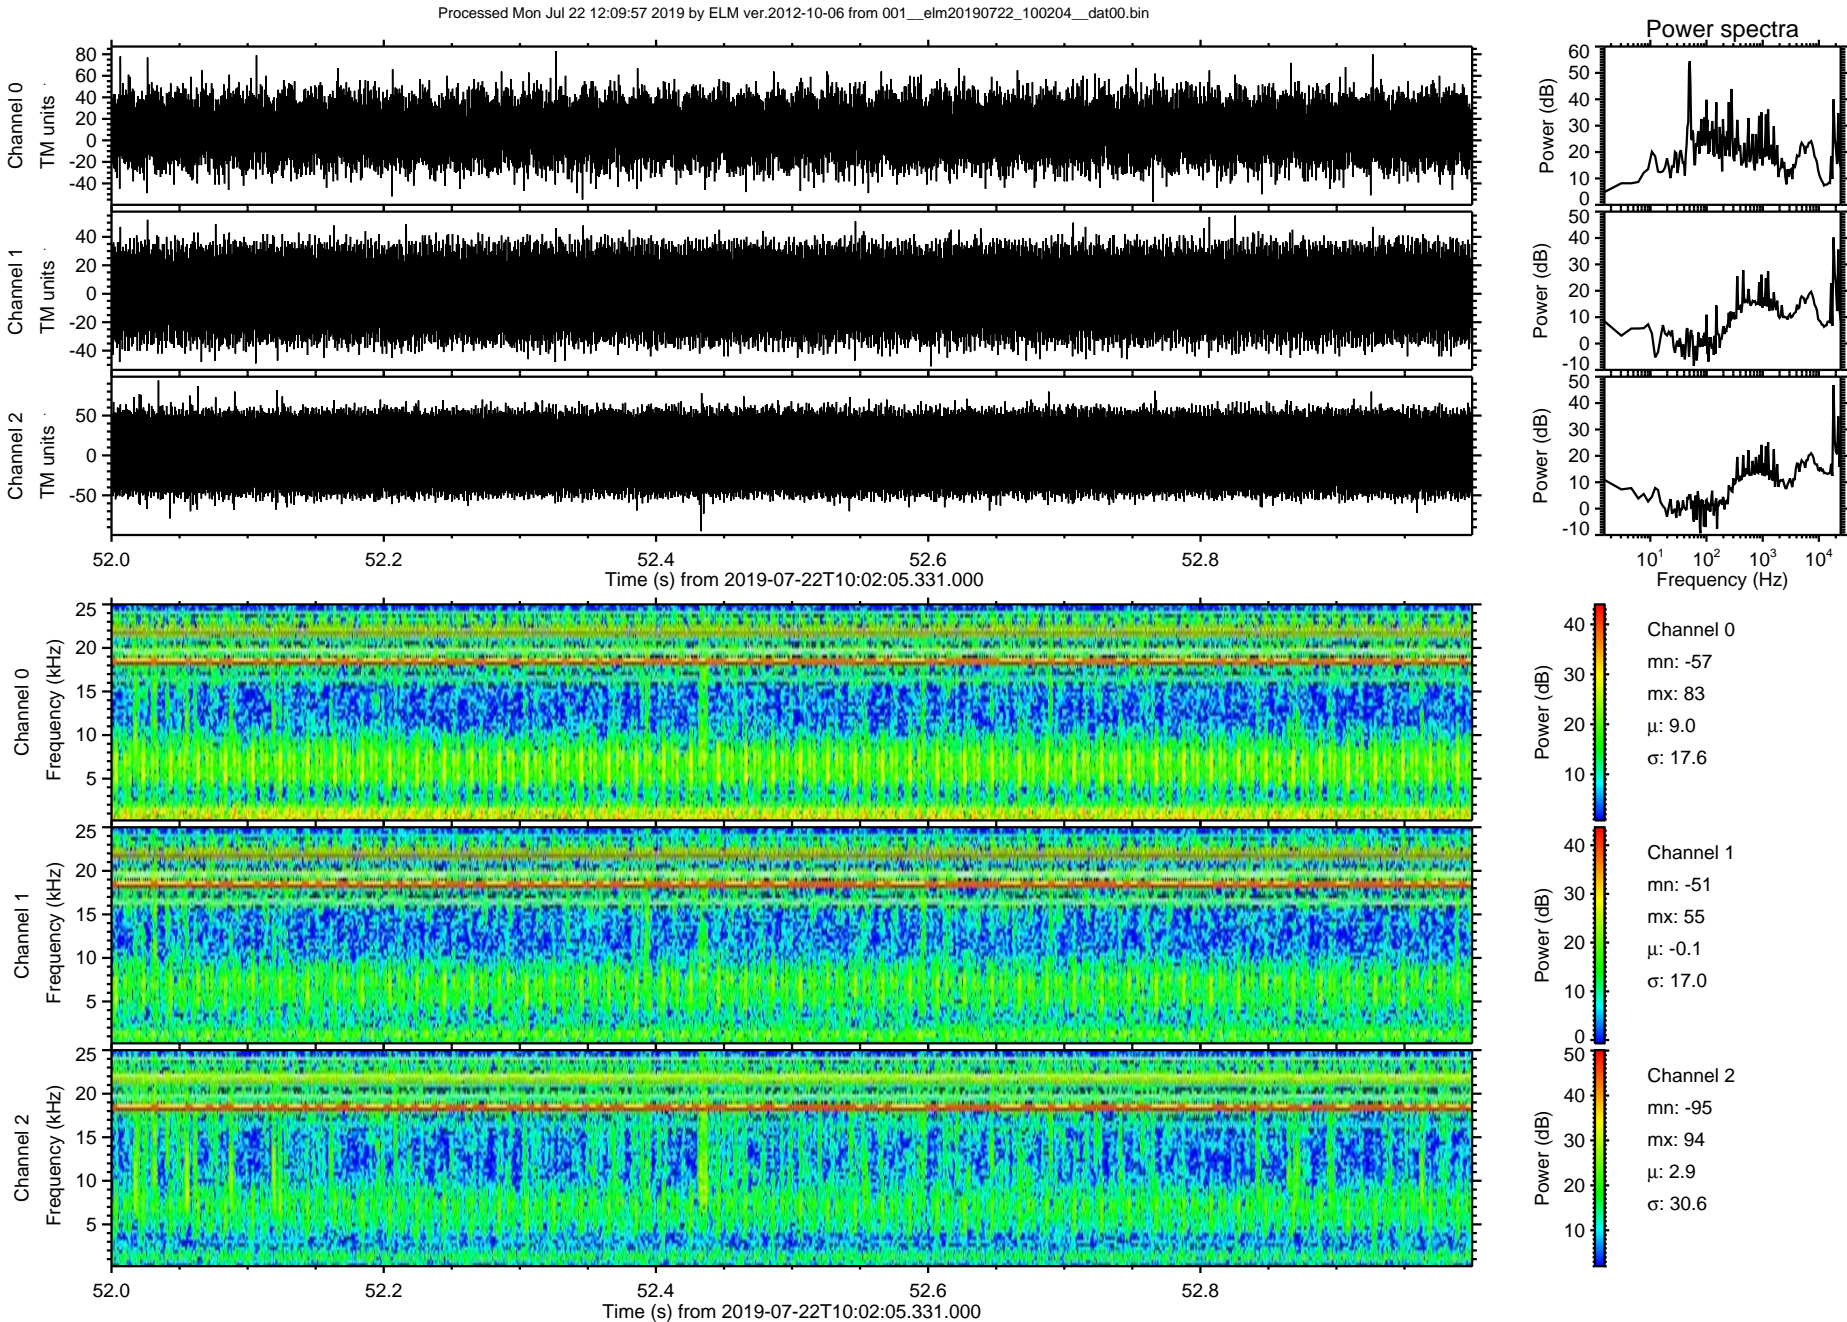 Processed Mon Jul 22 12:09:57 2019 by ELM ver.2012-10-06 from 001__elm20190722_100204__dat00.bin
Power spectra
Channel 0
TM units
80
60
40
20
0
-20
-40
Power (dB)
60
50
40
30
20
10
0
Channel 1
TM units
40
20
0
-20
-40
Power (dB)
50
40
30
20
10
0
-10
Channel 2
TM units
50
0
-50
Power (dB)
50
40
30
20
10
0
-10
52.0 52.2 52.4 52.6 52.8
Time (s) from 2019-07-22T10:02:05.331.000
10^1 10^2 10^3 10^4
Frequency (Hz)
Channel 0
Frequency (kHz)
25
20
15
10
5
Power (dB)
40
30
20
10
Channel 0
mn: -57
mx: 83
μ: 9.0
σ: 17.6
Channel 1
Frequency (kHz)
25
20
15
10
5
Power (dB)
40
30
20
10
0
Channel 1
mn: -51
mx: 55
μ: -0.1
σ: 17.0
Channel 2
Frequency (kHz)
25
20
15
10
5
Power (dB)
50
40
30
20
10
Channel 2
mn: -95
mx: 94
μ: 2.9
σ: 30.6
52.0 52.2 52.4 52.6 52.8
Time (s) from 2019-07-22T10:02:05.331.000